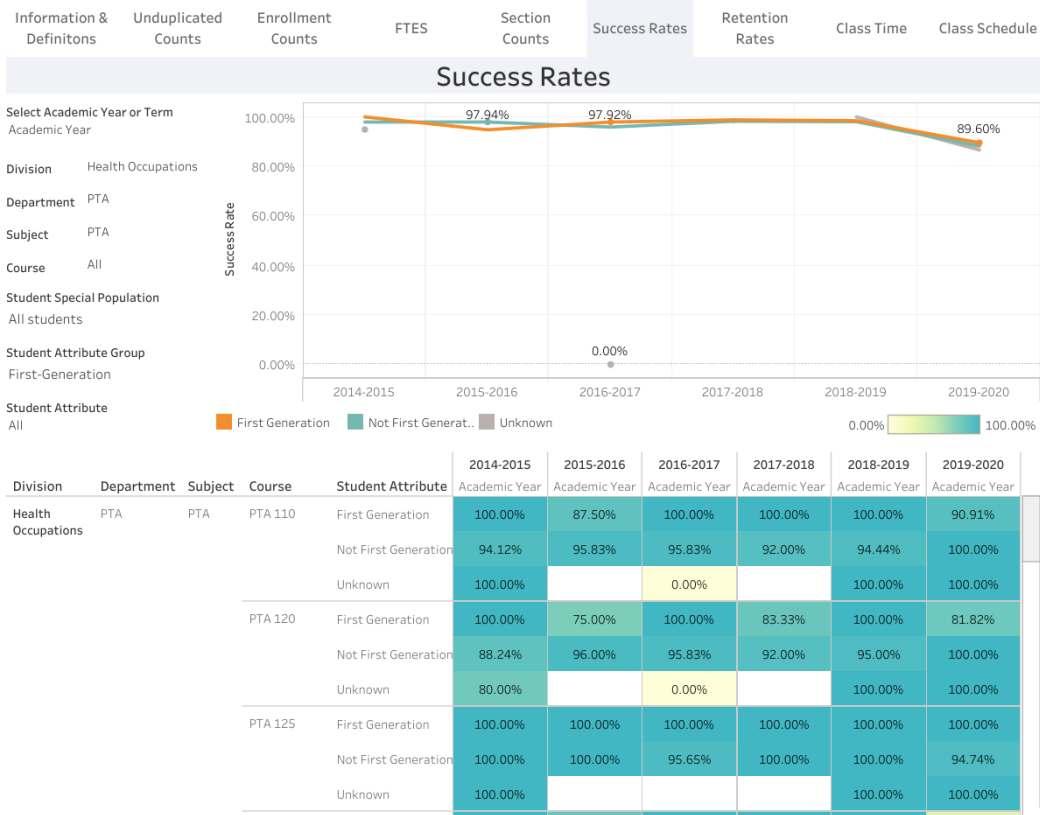 Information & Definitons
Unduplicated Counts
Enrollment Counts
FTES
Section Counts
Success Rates
Retention Rates
Class Time
Class Schedule
Success Rates
Select Academic Year or Term
Academic Year
Division Health Occupations
Department PTA
Subject PTA
Course All
Student Special Population
All students
Student Attribute Group
First-Generation
Student Attribute
All
Success Rate
100.00%
80.00%
60.00%
40.00%
20.00%
0.00%
97.94%
97.92%
89.60%
0.00%
2014-2015 2015-2016 2016-2017 2017-2018 2018-2019 2019-2020
First Generation Not First Generat.. Unknown
0.00% 100.00%
2014-2015 2015-2016 2016-2017 2017-2018 2018-2019 2019-2020
Division Department Subject Course Student Attribute Academic Year Academic Year Academic Year Academic Year Academic Year Academic Year
Health Occupations PTA PTA PTA 110 First Generation 100.00% 87.50% 100.00% 100.00% 100.00% 90.91%
Not First Generation 94.12% 95.83% 95.83% 92.00% 94.44% 100.00%
Unknown 100.00% 0.00% 100.00% 100.00%
PTA 120 First Generation 100.00% 75.00% 100.00% 83.33% 100.00% 81.82%
Not First Generation 88.24% 96.00% 95.83% 92.00% 95.00% 100.00%
Unknown 80.00% 0.00% 100.00% 100.00%
PTA 125 First Generation 100.00% 100.00% 100.00% 100.00% 100.00% 100.00%
Not First Generation 100.00% 100.00% 95.65% 100.00% 100.00% 94.74%
Unknown 100.00% 100.00% 100.00%